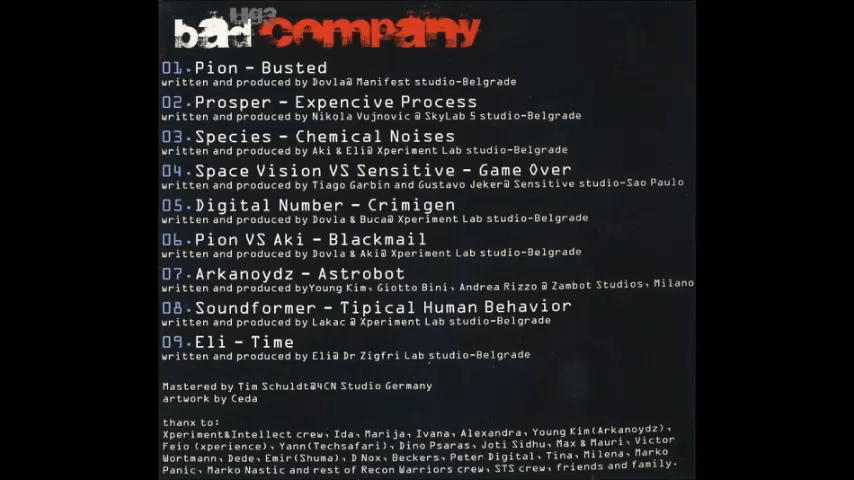 Hg3
bad company
01.Pion - Busted
written and produced by Dovla@ Manifest studio-Belgrade
02.Prosper - Expencive Process
written and produced by Nikola Vujnovic @ SkyLab 5 studio-Belgrade
03.Species - Chemical Noises
written and produced by Aki & Eli@ Xperiment Lab studio-Belgrade
04.Space Vision VS Sensitive - Game Over
written and produced by Tiago Garbin and Gustavo Jeker@ Sensitive studio-Sao Paulo
05.Digital Number - Crimigen
written and produced by Dovla & Buca@ Xperiment Lab studio-Belgrade
06.Pion VS Aki - Blackmail
written and produced by Dovla & Aki@ Xperiment Lab studio-Belgrade
07.Arkanoydz - Astrobot
written and producedbyYoung Kim, Giotto Bini, Andrea Rizzo @ Zambot Studios, Milano
08.Soundformer - Tipical Human Behavior
written and produced by Lakac @ Xperiment Lab studio-Belgrade
09.Eli - Time
written and produced by Eli@ Dr Zigfri Lab studio-Belgrade
Mastered by Tim Schuldt@4CN Studio Germany
artwork by Ceda
thanx to:
Xperiment&Intellect crew, Ida, Marija, Ivana, Alexandra, Young Kim(Arkanoydz),
Feio (xperience), Yann(Techsafari), Dino Psaras, Joti Sidhu, Max & Mauri, Victor
Wortmann, Dede, Emir(Shuma), D Nox, Beckers, Peter Digital, Tina, Milena, Marko
Panic, Marko Nastic and rest of Recon Warriors crew, STS crew, friends and family.